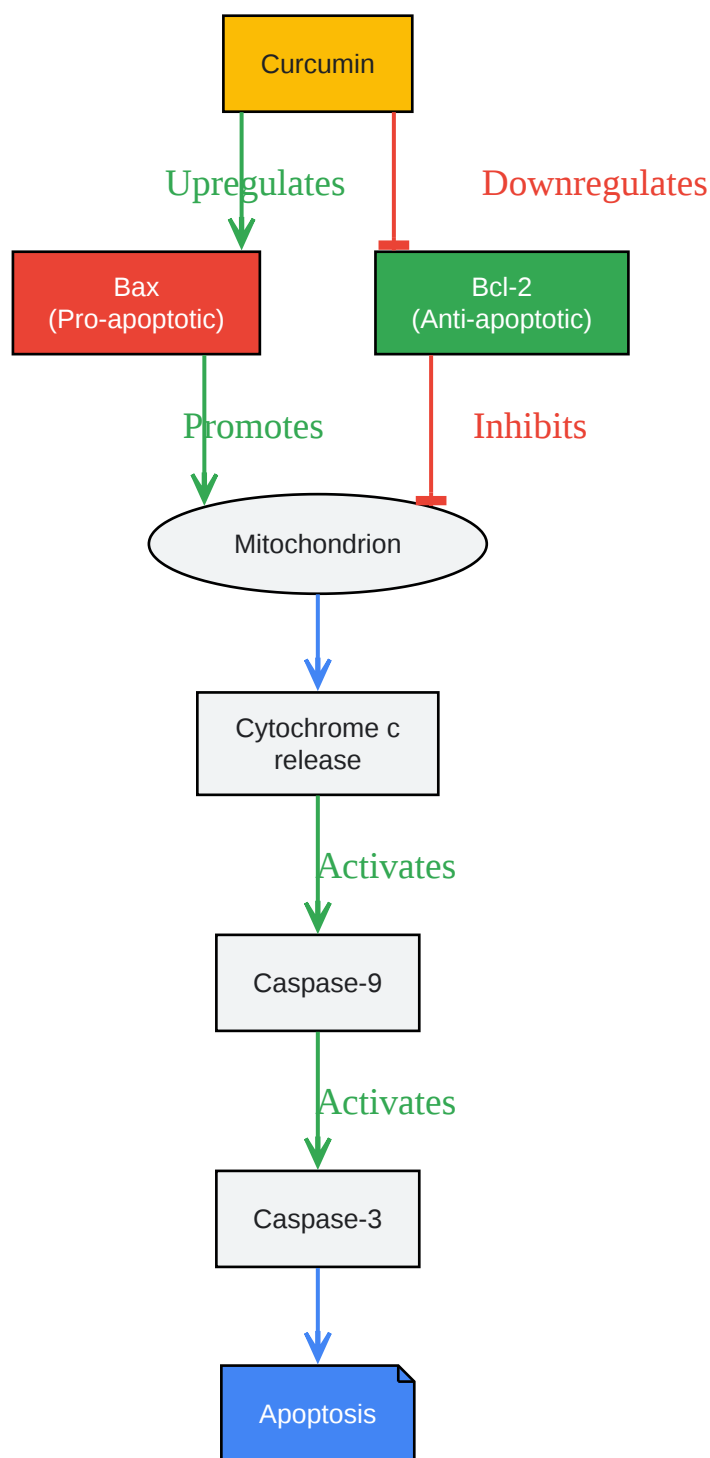 Curcumin
Upregulates
Downregulates
Bax
(Pro-apoptotic)
Bcl-2
(Anti-apoptotic)
Promotes
Inhibits
Mitochondrion
Cytochrome c
release
Activates
Caspase-9
Activates
Caspase-3
Apoptosis